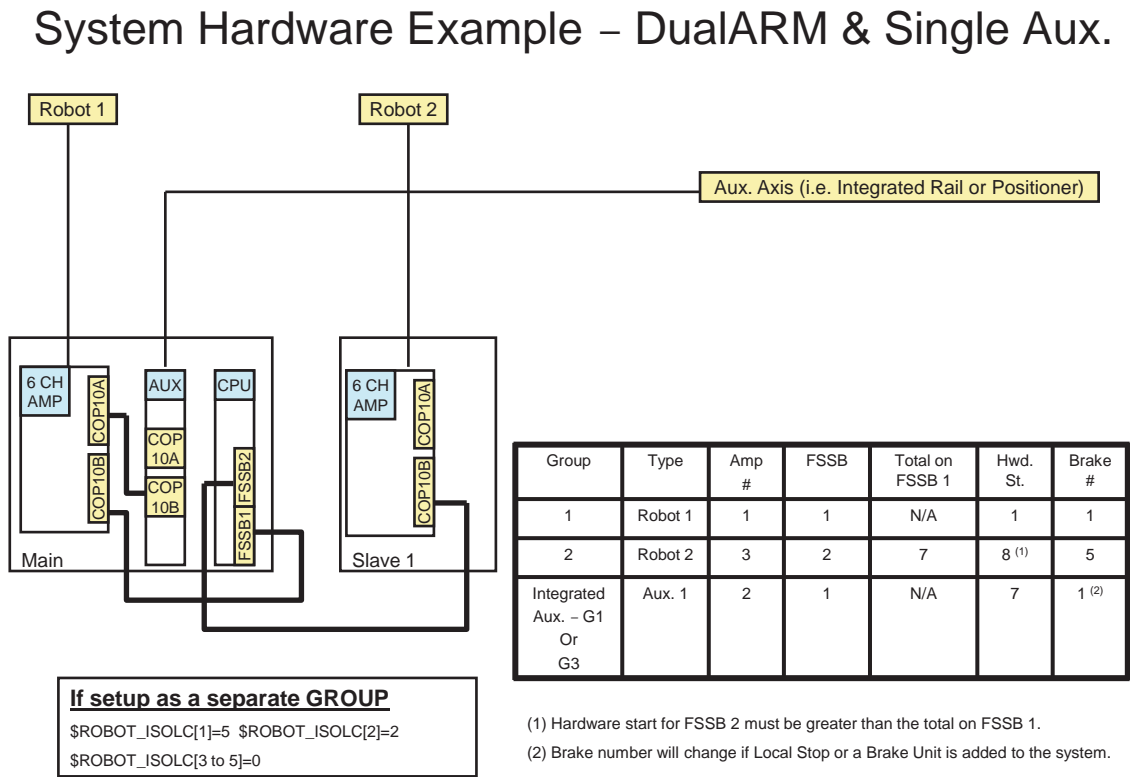 System Hardware Example – DualARM & Single Aux.
Robot 1
Robot 2
Aux. Axis (i.e. Integrated Rail or Positioner)
6 CH
AMP
COP10A
COP10B
AUX
COP
10A
COP
10B
CPU
FSSB2
FSSB1
Main
6 CH
AMP
COP10A
COP10B
Slave 1
Group Type Amp # FSSB Total on FSSB 1 Hwd. St. Brake #
1 Robot 1 1 1 N/A 1 1
2 Robot 2 3 2 7 8 (1) 5
Integrated Aux. 1 2 1 N/A 7 1 (2)
Aux. – G1
Or
G3
If setup as a separate GROUP
$ROBOT_ISOLC[1]=5 $ROBOT_ISOLC[2]=2
$ROBOT_ISOLC[3 to 5]=0
(1) Hardware start for FSSB 2 must be greater than the total on FSSB 1.
(2) Brake number will change if Local Stop or a Brake Unit is added to the system.